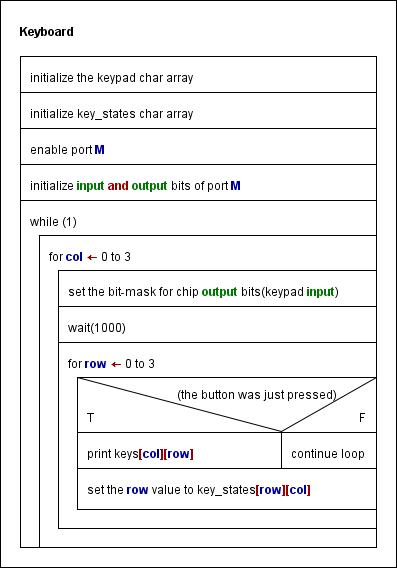 Keyboard
initialize the keypad char array
initialize key_states char array
enable port M
initialize input and output bits of port M
while (1)
for col ← 0 to 3
set the bit-mask for chip output bits(keypad input)
wait(1000)
for row ← 0 to 3
(the button was just pressed)
T F
print keys[col][row] continue loop
set the row value to key_states[row][col]